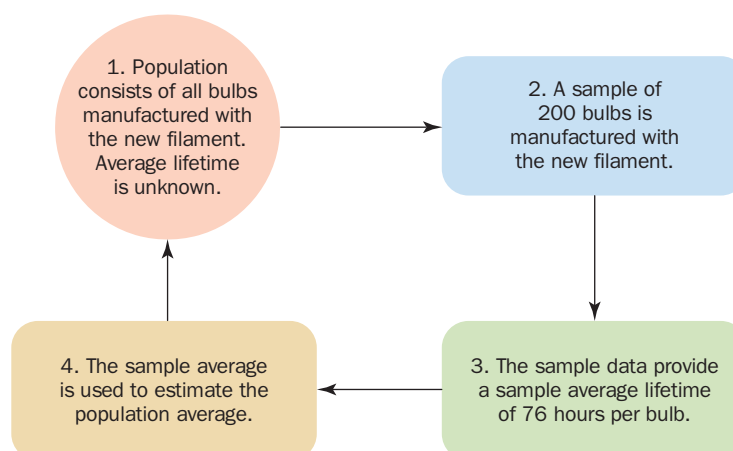 1. Population
consists of all bulbs
manufactured with
the new filament.
Average lifetime
is unknown.
2. A sample of
200 bulbs is
manufactured with
the new filament.
3. The sample data provide
a sample average lifetime
of 76 hours per bulb.
4. The sample average
is used to estimate the
population average.